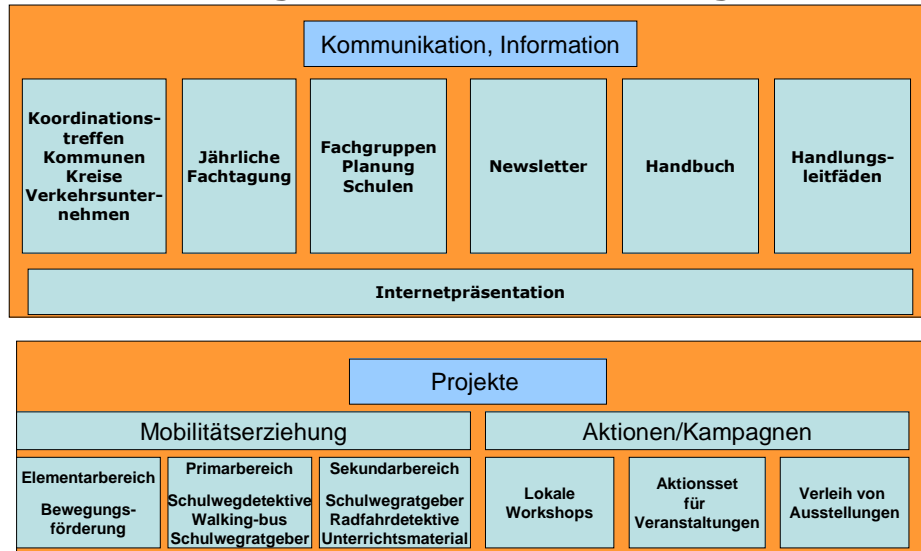 Kommunikation, Information
Koordinations-
treffen
Kommunen
Kreise
Verkehrsunter-
nehmen
Jährliche
Fachtagung
Fachgruppen
Planung
Schulen
Newsletter
Handbuch
Handlungs-
leitfäden
Internetpräsentation
Projekte
Mobilitätserziehung
Aktionen/Kampagnen
Elementarbereich
Bewegungs-
förderung
Primarbereich
Schulwegdetektive
Walking-bus
Schulwegratgeber
Sekundarbereich
Schulwegratgeber
Radfahrdetektive
Unterrichtsmaterial
Lokale
Workshops
Aktionsset
für
Veranstaltungen
Verleih von
Ausstellungen